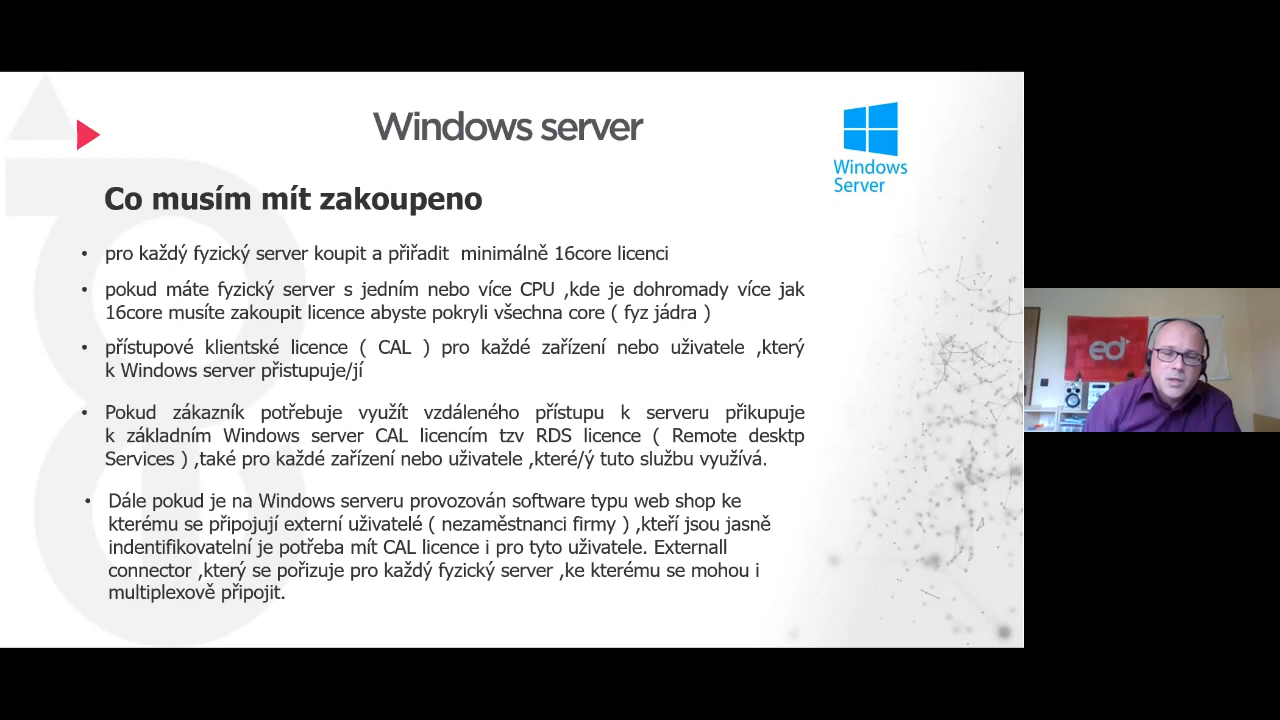 Windows server
Windows
Server
Co musím mít zakoupeno
• pro každý fyzický server koupit a přiřadit minimálně 16core licenci
• pokud máte fyzický server s jedním nebo více CPU ,kde je dohromady více jak
16core musíte zakoupit licence abyste pokryli všechna core ( fyz jádra )
• přístupové klientské licence ( CAL ) pro každé zařízení nebo uživatele ,který
k Windows server přistupuje/jí
• Pokud zákazník potřebuje využít vzdáleného přístupu k serveru přikupuje
k základním Windows server CAL licencím tzv RDS licence ( Remote desktp
Services ) ,také pro každé zařízení nebo uživatele ,které/ý tuto službu využívá.
• Dále pokud je na Windows serveru provozován software typu web shop ke
kterému se připojují externí uživatelé ( nezaměstnanci firmy ) ,kteří jsou jasně
indentifikovatelní je potřeba mít CAL licence i pro tyto uživatele. Externall
connector ,který se pořizuje pro každý fyzický server ,ke kterému se mohou i
multiplexově připojit.
ed